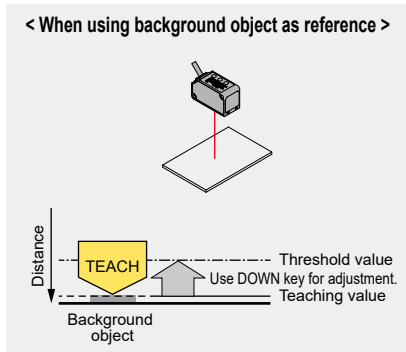 < When using background object as reference >
Distance
TEACH
Threshold value
Use DOWN key for adjustment.
Teaching value
Background
object